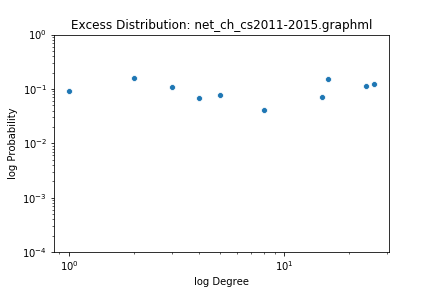 Excess Distribution: net_ch_cs2011-2015.graphml
10⁰
10⁻¹
10⁻²
10⁻³
10⁻⁴
log Probability
10⁰ 10¹
log Degree